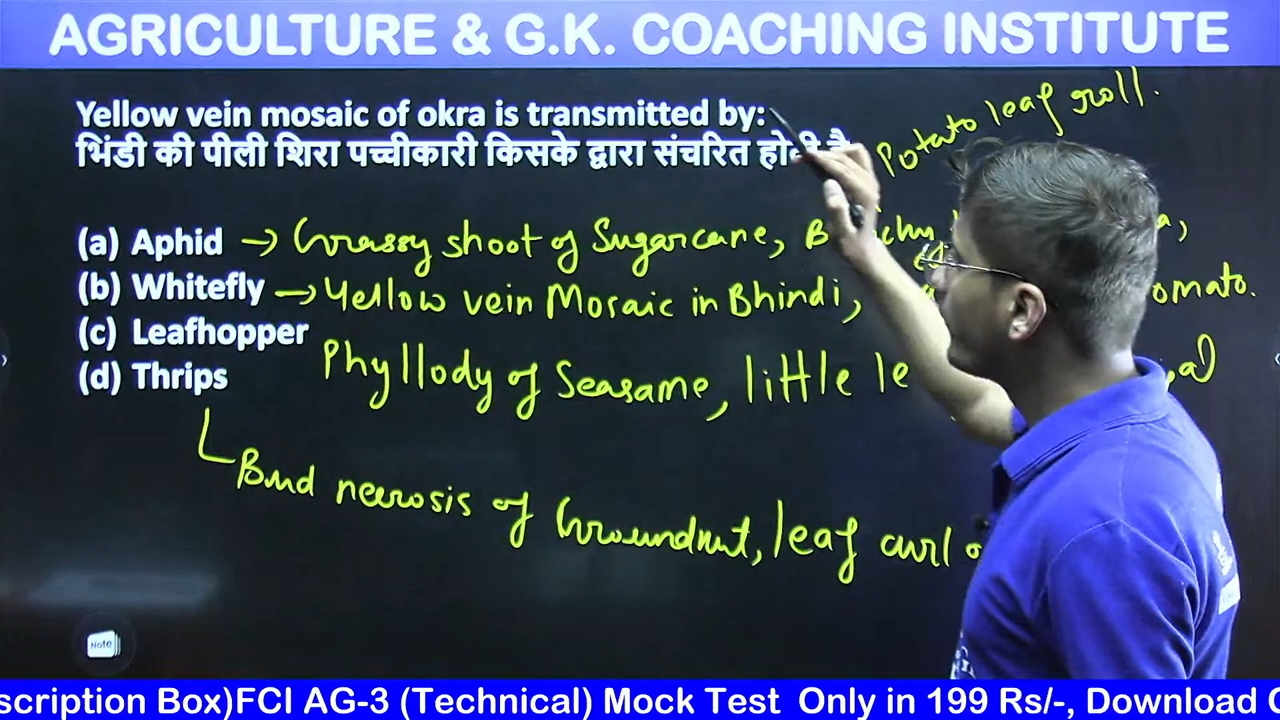 AGRICULTURE & G.K. COACHING INSTITUTE
Potato leaf roll.
Yellow vein mosaic of okra is transmitted by:
भिंडी की पीली शिरा पच्चीकारी किसके द्वारा संचरित होती है
(a) Aphid → Grassy shoot of Sugarcane,
(b) Whitefly → Yellow vein Mosaic in Bhindi, omato.
(c) Leafhopper
Phyllody of Seasame, little le
(d) Thrips
Bud necrosis of Groundnut, leaf curl o
Note
scription Box)FCI AG-3 (Technical) Mock Test Only in 199 Rs/-, Download